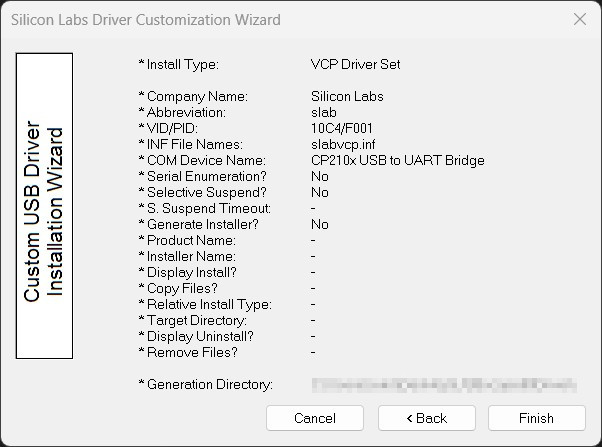 Silicon Labs Driver Customization Wizard
Custom USB Driver
Installation Wizard
* Install Type: VCP Driver Set
* Company Name: Silicon Labs
* Abbreviation: slab
* VID/PID: 10C4/F001
* INF File Names: slabvcp.inf
* COM Device Name: CP210x USB to UART Bridge
* Serial Enumeration? No
* Selective Suspend? No
* S. Suspend Timeout: -
* Generate Installer? No
* Product Name: -
* Installer Name: -
* Display Install? -
* Copy Files? -
* Relative Install Type: -
* Target Directory: -
* Display Uninstall? -
* Remove Files? -
* Generation Directory:
Cancel < Back Finish